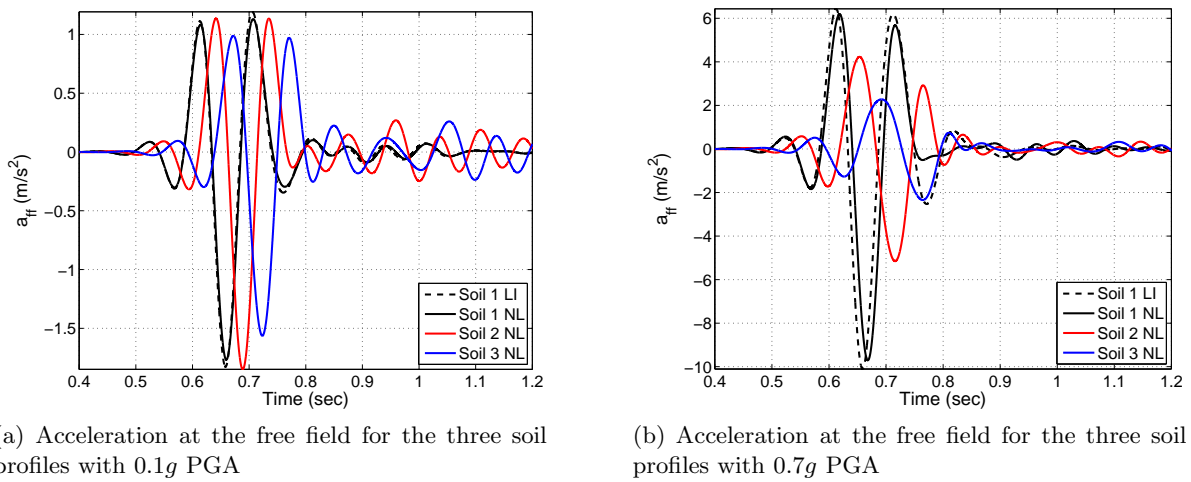 1
0.5
0
−0.5
−1
−1.5
a_ff (m/s²)
0.4 0.5 0.6 0.7 0.8 0.9 1 1.1 1.2
Time (sec)
Soil 1 LI
Soil 1 NL
Soil 2 NL
Soil 3 NL
6
4
2
0
−2
−4
−6
−8
−10
a_ff (m/s²)
0.4 0.5 0.6 0.7 0.8 0.9 1 1.1 1.2
Time (sec)
Soil 1 LI
Soil 1 NL
Soil 2 NL
Soil 3 NL
(a) Acceleration at the free field for the three soil
profiles with 0.1g PGA
(b) Acceleration at the free field for the three soil
profiles with 0.7g PGA